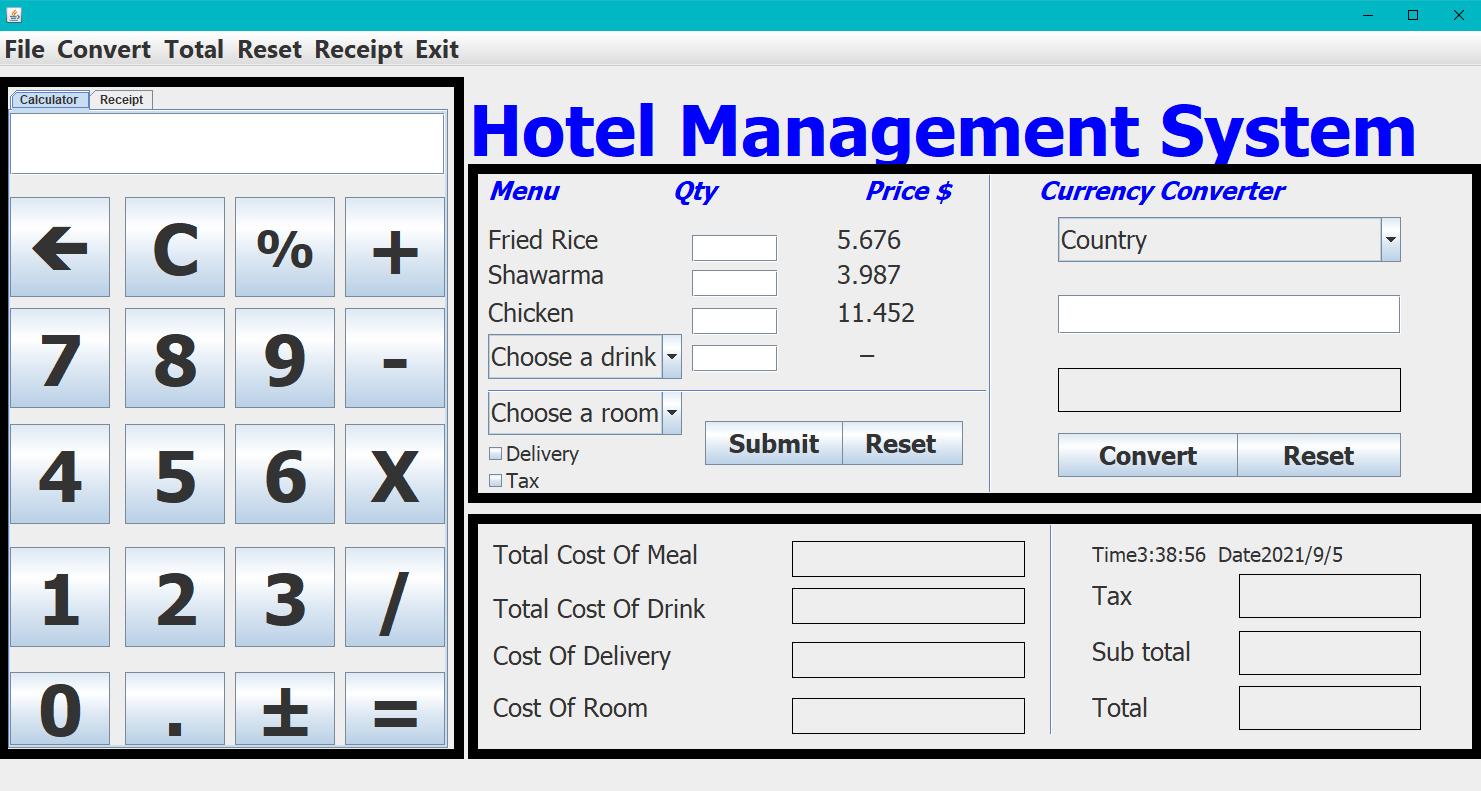 File Convert Total Reset Receipt Exit
Calculator Receipt
← C % +
7 8 9 -
4 5 6 X
1 2 3 /
0 . ± =
Hotel Management System
Menu Qty Price $
Fried Rice 5.676
Shawarma 3.987
Chicken 11.452
Choose a drink –
Choose a room
Delivery
Tax
Submit Reset
Currency Converter
Country
Convert Reset
Total Cost Of Meal
Total Cost Of Drink
Cost Of Delivery
Cost Of Room
Time3:38:56 Date2021/9/5
Tax
Sub total
Total